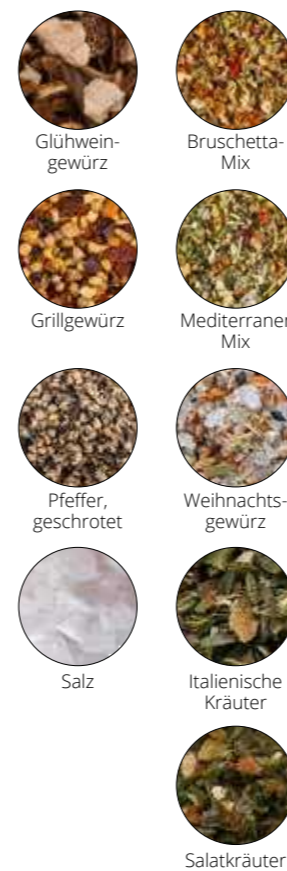 Glühwein-
gewürz
Bruschetta-
Mix
Grillgewürz
Mediterraner
Mix
Pfeffer,
geschrotet
Weihnachts-
gewürz
Salz
Italienische
Kräuter
Salatkräuter